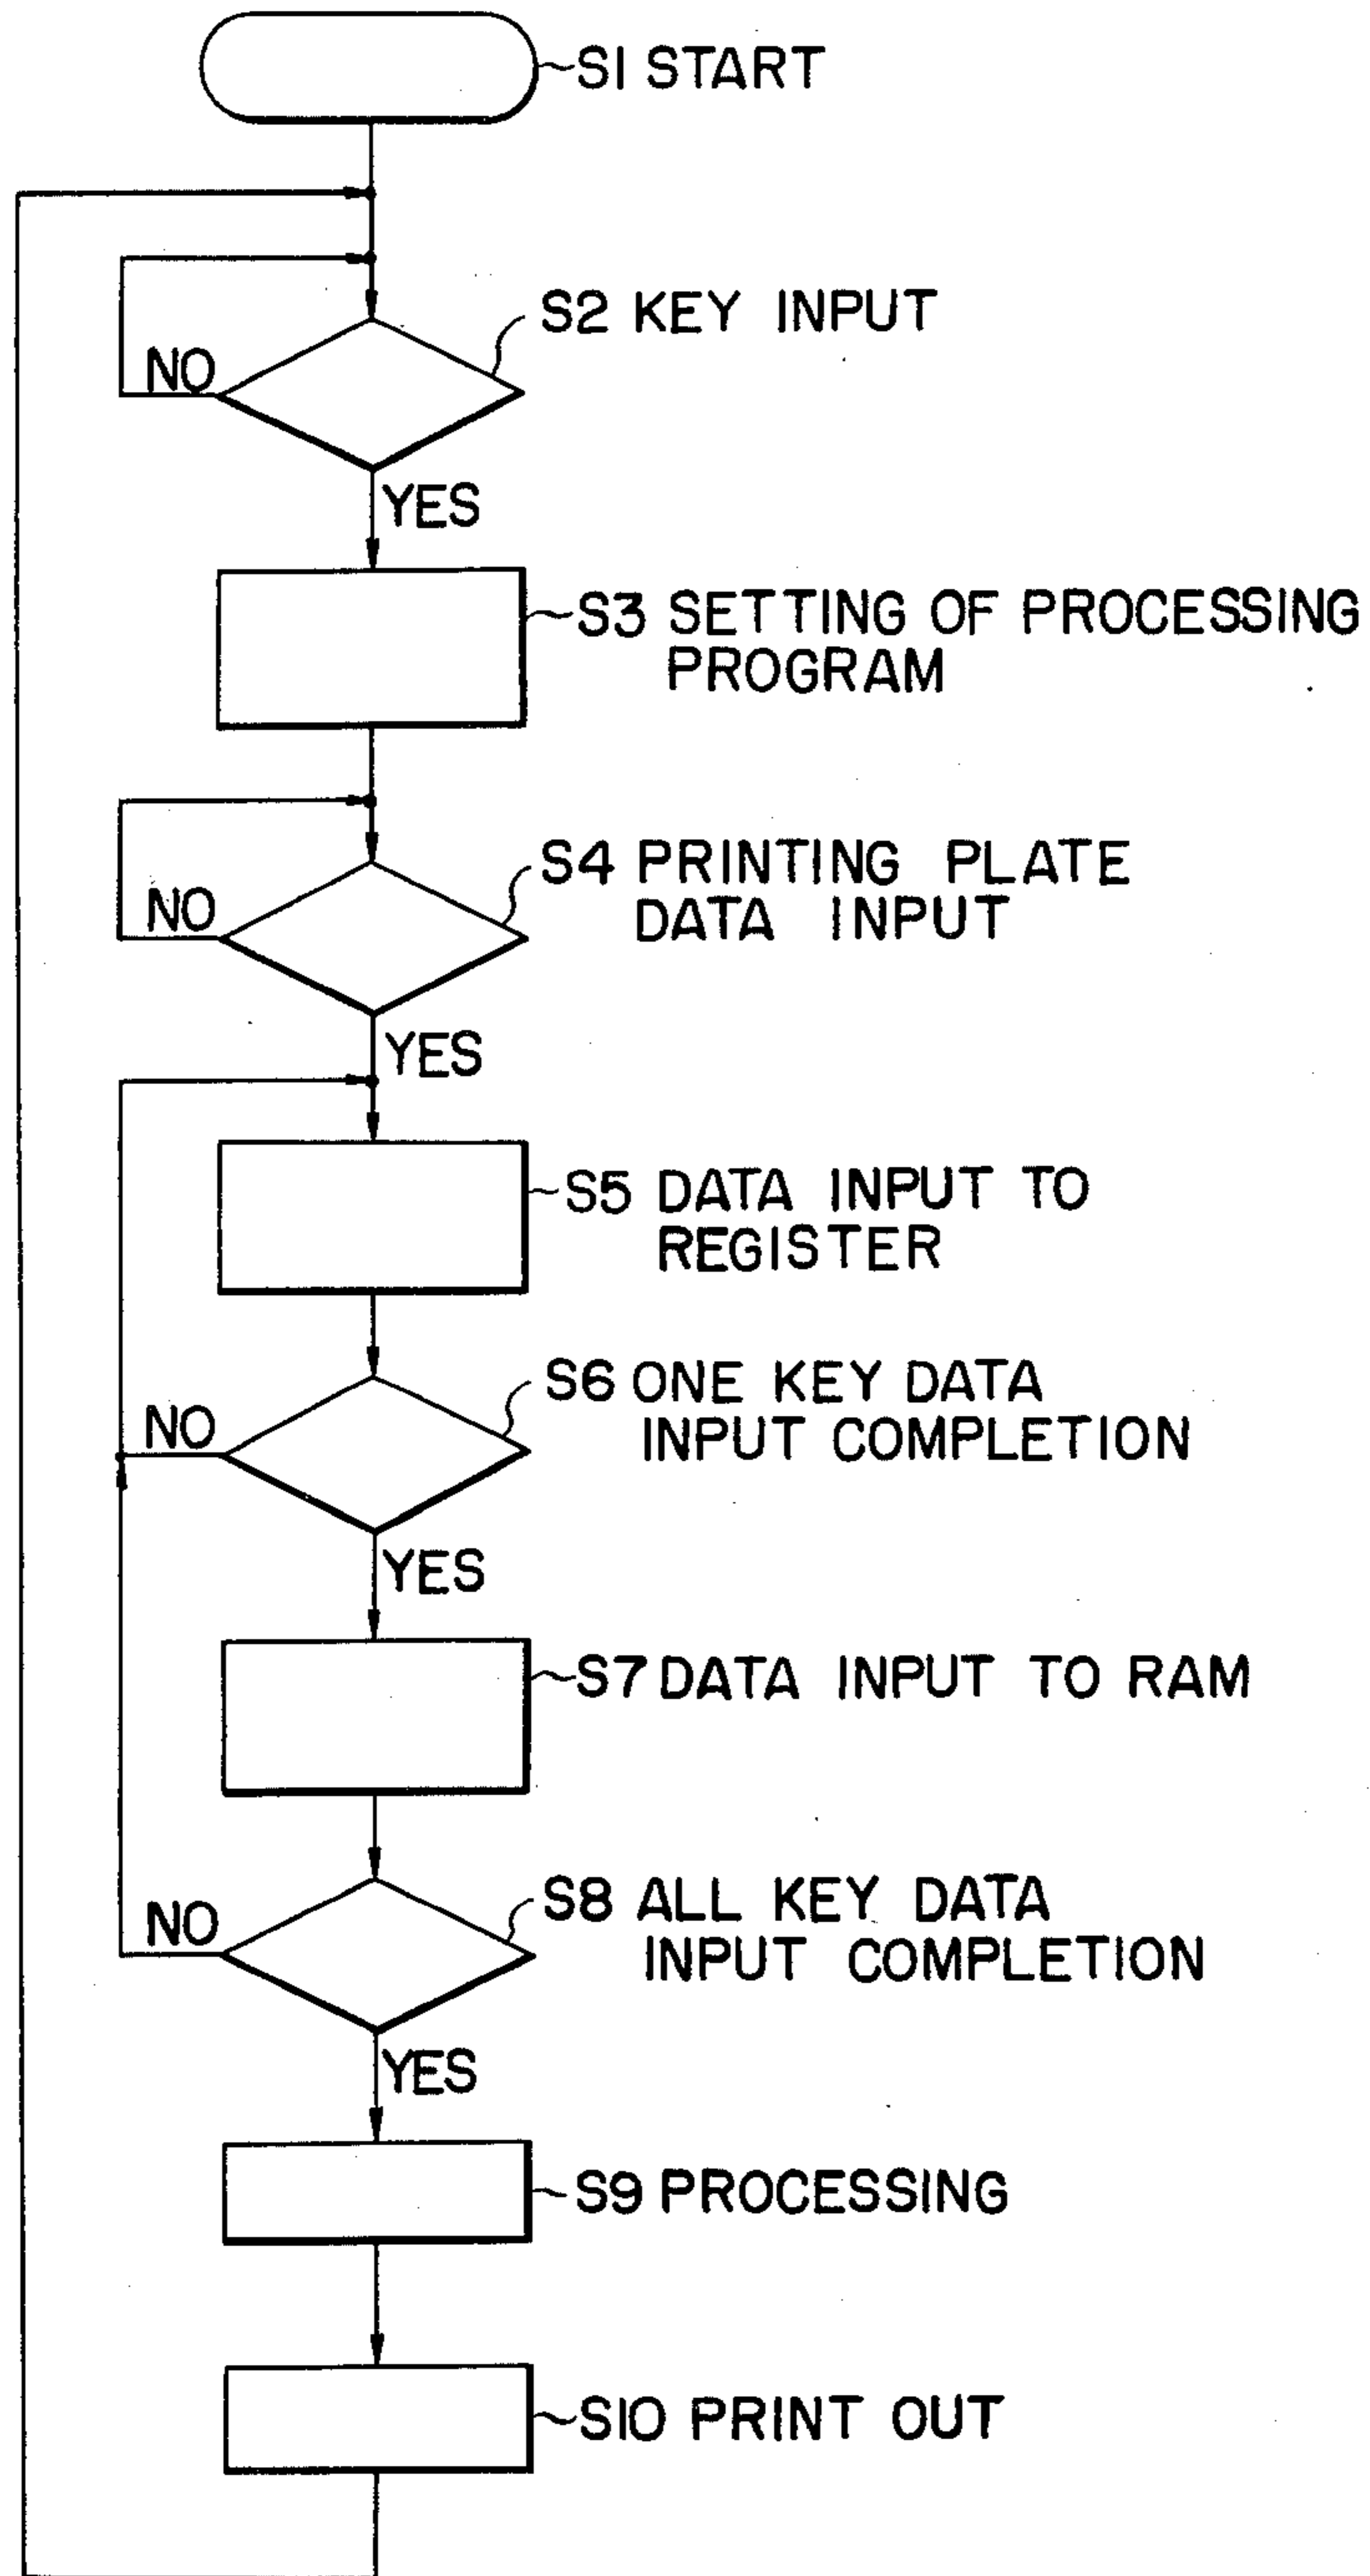 S1 START
S2 KEY INPUT
NO
YES
S3 SETTING OF PROCESSING
PROGRAM
S4 PRINTING PLATE
DATA INPUT
NO
YES
S5 DATA INPUT TO
REGISTER
S6 ONE KEY DATA
INPUT COMPLETION
NO
YES
S7 DATA INPUT TO RAM
S8 ALL KEY DATA
INPUT COMPLETION
NO
YES
S9 PROCESSING
S10 PRINT OUT